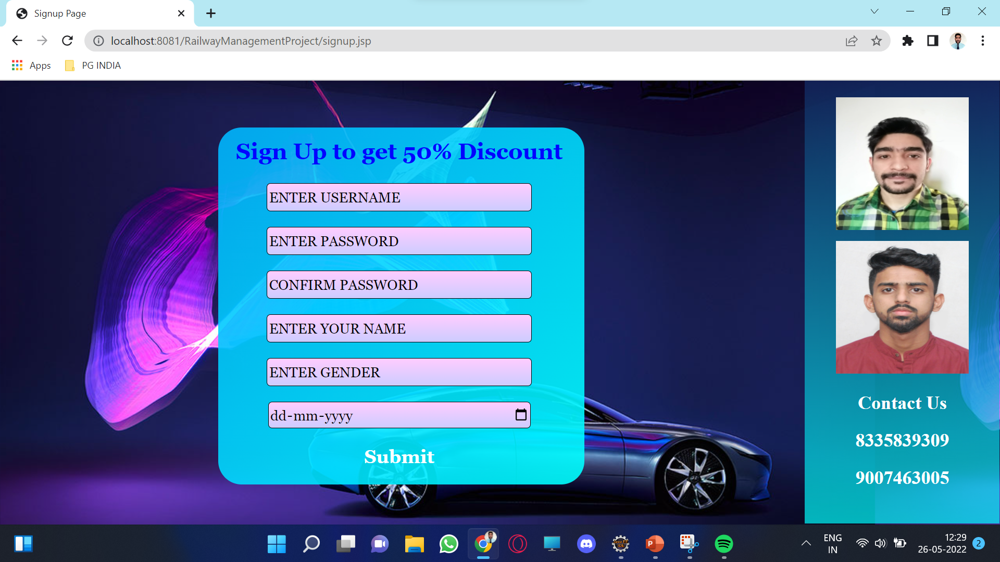 Signup Page
localhost:8081/RailwayManagementProject/signup.jsp
Apps
PG INDIA
Sign Up to get 50% Discount
ENTER USERNAME
ENTER PASSWORD
CONFIRM PASSWORD
ENTER YOUR NAME
ENTER GENDER
dd-mm-yyyy
Submit
Contact Us
8335839309
9007463005
ENG
IN
12:29
26-05-2022
2